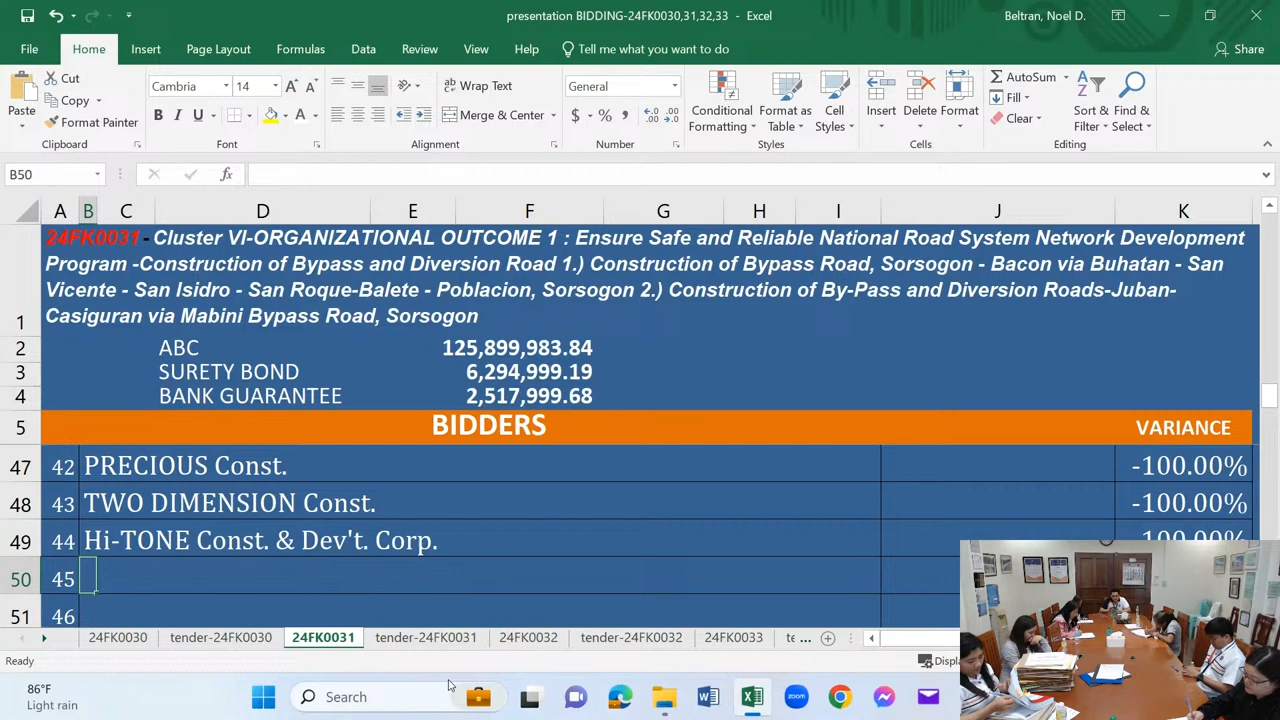 presentation BIDDING-24FK0030,31,32,33 - Excel
Beltran, Noel D.
File Home Insert Page Layout Formulas Data Review View Help Tell me what you want to do Share
Paste Cut Copy Format Painter Clipboard
Cambria 14 A A B I U A Font
Wrap Text Merge & Center Alignment
General $ % , Number
Conditional Formatting Format as Table Cell Styles Styles
Insert Delete Format Cells
AutoSum Fill Clear Sort & Filter Find & Select Editing
B50 fx
A B C D E F G H I J K
1 24FK0031 - Cluster VI-ORGANIZATIONAL OUTCOME 1 : Ensure Safe and Reliable National Road System Network Development
Program -Construction of Bypass and Diversion Road 1.) Construction of Bypass Road, Sorsogon - Bacon via Buhatan - San
Vicente - San Isidro - San Roque-Balete - Poblacion, Sorsogon 2.) Construction of By-Pass and Diversion Roads-Juban-
Casiguran via Mabini Bypass Road, Sorsogon
2 ABC 125,899,983.84
3 SURETY BOND 6,294,999.19
4 BANK GUARANTEE 2,517,999.68
5 BIDDERS VARIANCE
47 42 PRECIOUS Const. -100.00%
48 43 TWO DIMENSION Const. -100.00%
49 44 Hi-TONE Const. & Dev't. Corp. -100.00%
50 45
51 46
24FK0030 tender-24FK0030 24FK0031 tender-24FK0031 24FK0032 tender-24FK0032 24FK0033 te ...
Ready
86°F
Light rain
Search
zoom